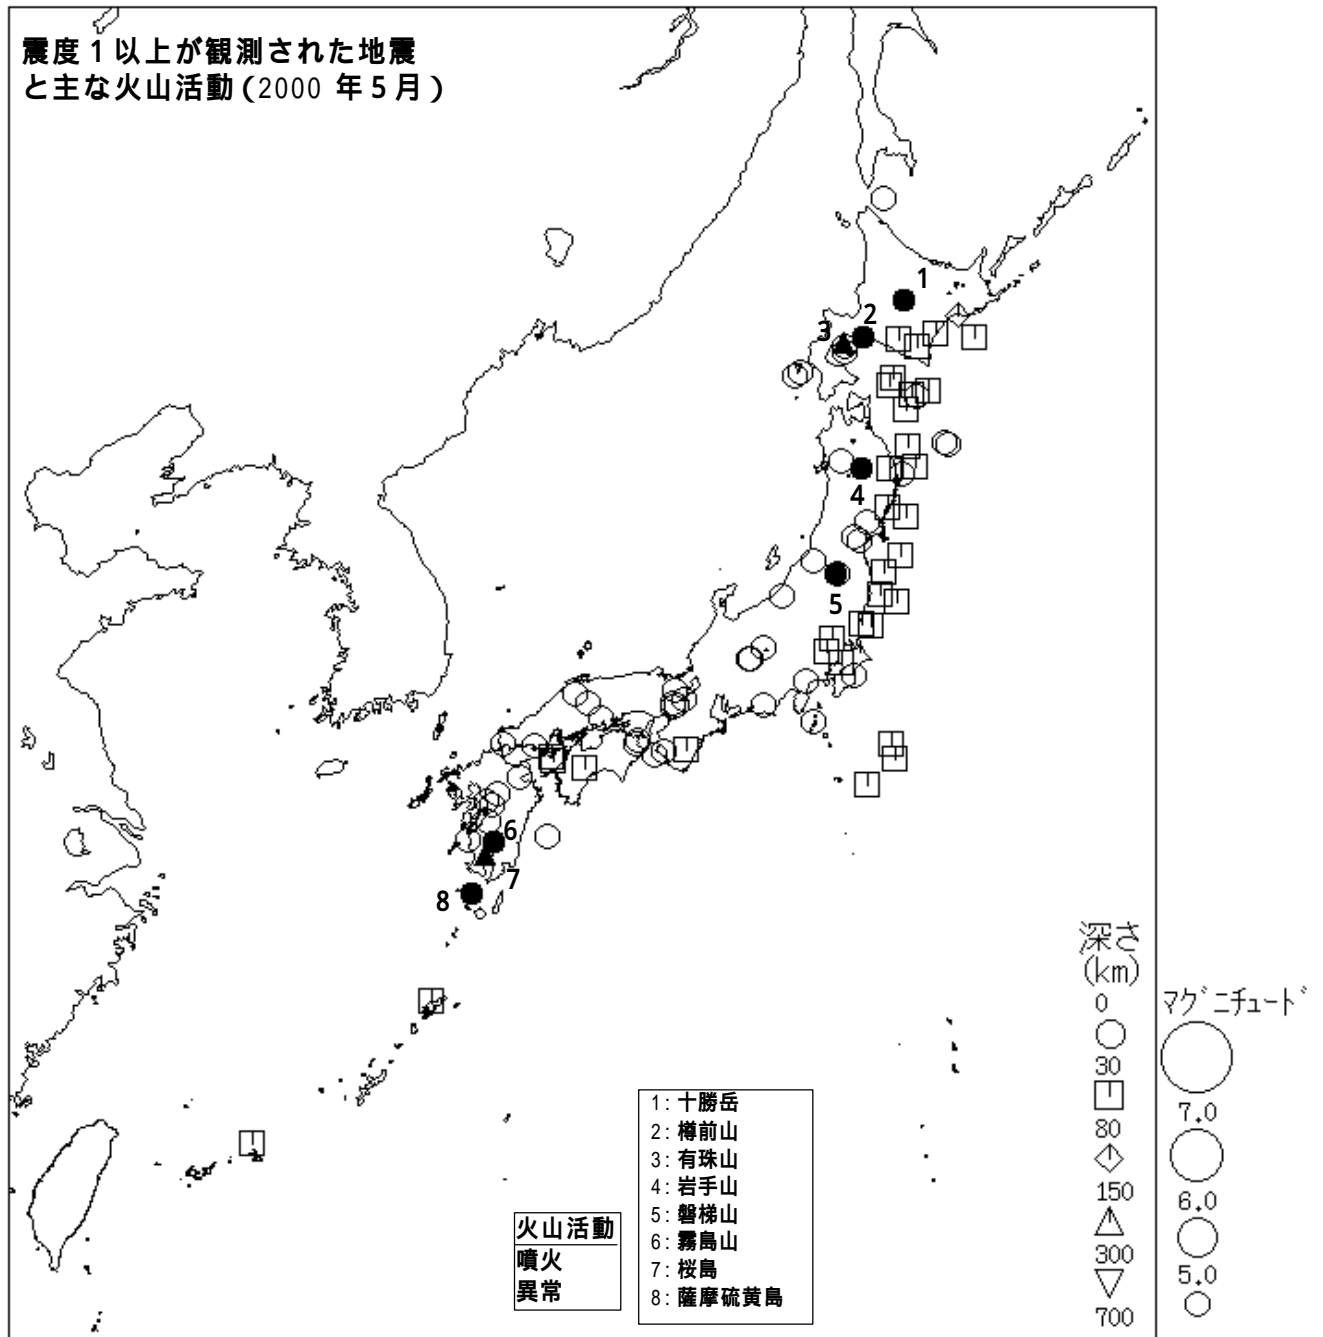 震度１以上が観測された地震
と主な火山活動(2000 年５月)
1
2
3
4
5
6
7
8
深さ
(km)
0
30
80
150
300
700
マグニチュード
7.0
6.0
5.0
1: 十勝岳
2: 樽前山
3: 有珠山
4: 岩手山
5: 磐梯山
6: 霧島山
7: 桜島
8: 薩摩硫黄島
火山活動
噴火
異常